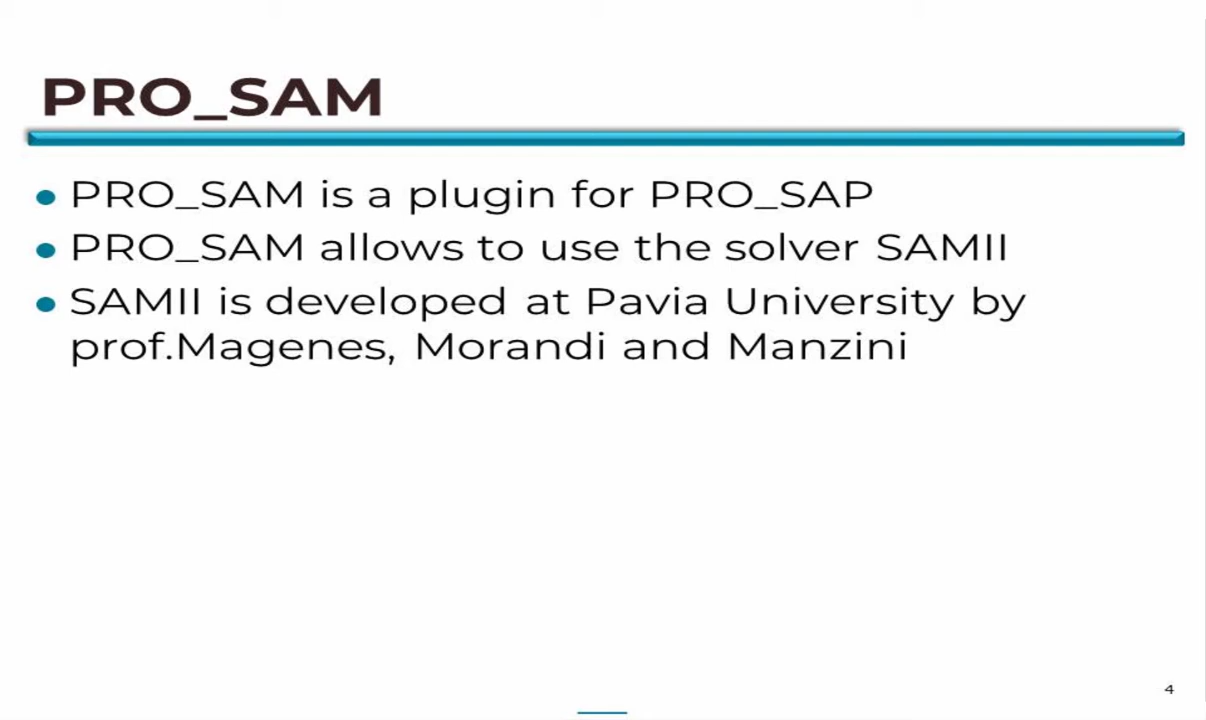 PRO_SAM
• PRO_SAM is a plugin for PRO_SAP
• PRO_SAM allows to use the solver SAMII
• SAMII is developed at Pavia University by
prof.Magenes, Morandi and Manzini
4